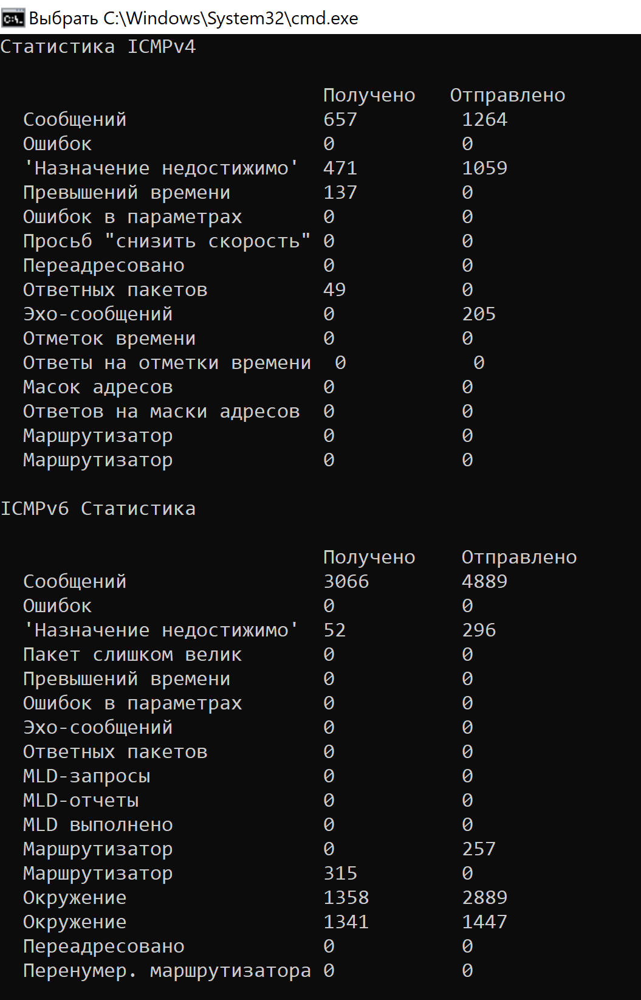 Выбрать C:\Windows\System32\cmd.exe
Статистика ICMPv4
Получено Отправлено
Сообщений 657 1264
Ошибок 0 0
'Назначение недостижимо' 471 1059
Превышений времени 137 0
Ошибок в параметрах 0 0
Просьб "снизить скорость" 0 0
Переадресовано 0 0
Ответных пакетов 49 0
Эхо-сообщений 0 205
Отметок времени 0 0
Ответы на отметки времени 0 0
Масок адресов 0 0
Ответов на маски адресов 0 0
Маршрутизатор 0 0
Маршрутизатор 0 0
ICMPv6 Статистика
Получено Отправлено
Сообщений 3066 4889
Ошибок 0 0
'Назначение недостижимо' 52 296
Пакет слишком велик 0 0
Превышений времени 0 0
Ошибок в параметрах 0 0
Эхо-сообщений 0 0
Ответных пакетов 0 0
MLD-запросы 0 0
MLD-отчеты 0 0
MLD выполнено 0 0
Маршрутизатор 0 257
Маршрутизатор 315 0
Окружение 1358 2889
Окружение 1341 1447
Переадресовано 0 0
Перенумер. маршрутизатора 0 0